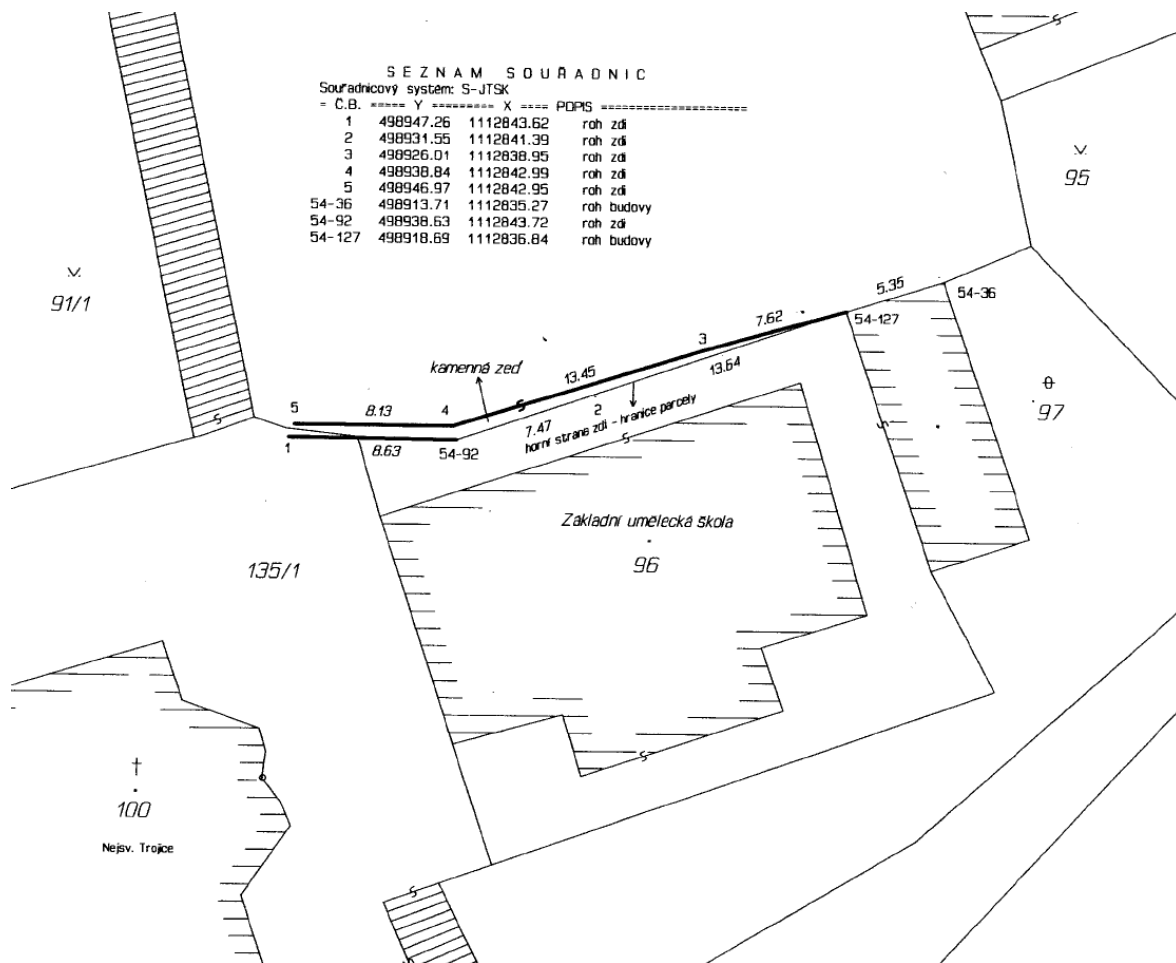 SEZNAM SOUŘADNIC
Souřadnicový systém: S-JTSK
= Č.B. ===== Y ========= X ==== POPIS ===================
1 498947.26 1112843.62 roh zdi
2 498931.55 1112841.39 roh zdi
3 498926.01 1112838.95 roh zdi
4 498938.84 1112842.99 roh zdi
5 498946.97 1112842.95 roh zdi
54-36 498913.71 1112835.27 roh budovy
54-92 498938.63 1112843.72 roh zdi
54-127 498918.69 1112836.84 roh budovy
95
91/1
5.35
54-36
54-127
7.62
3
kamenná zeď
13.45
13.64
97
5
8.13
4
2
7.47
horní strana zdi - hranice parcely
1
8.63
54-92
Základní umělecká škola
96
135/1
100
Nejsv. Trojice